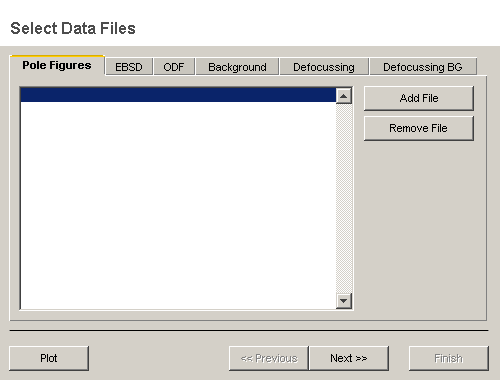 Select Data Files
Pole Figures EBSD ODF Background Defocussing Defocussing BG
Add File
Remove File
Plot << Previous Next >> Finish